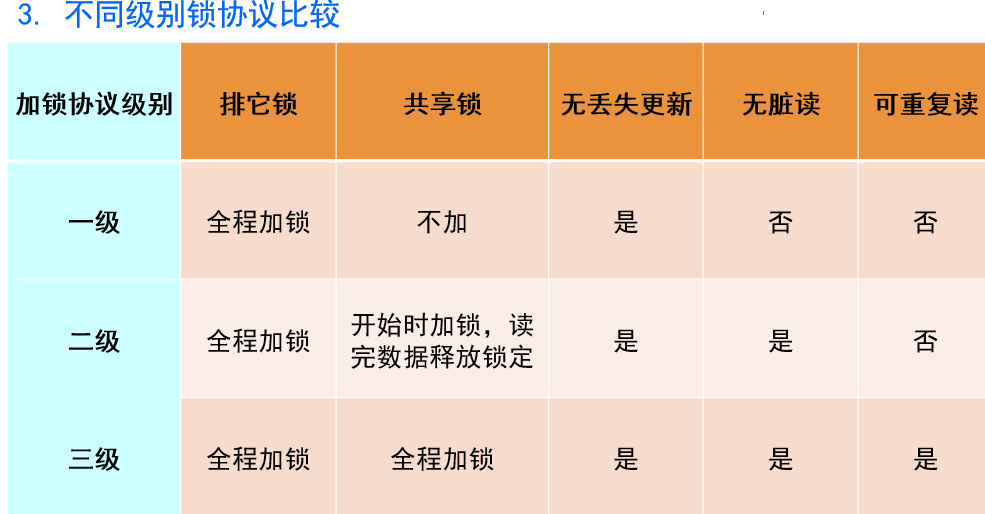 3. 不同级别锁协议比较
加锁协议级别 排它锁 共享锁 无丢失更新 无脏读 可重复读
一级 全程加锁 不加 是 否 否
二级 全程加锁 开始时加锁，读
完数据释放锁定 是 是 否
三级 全程加锁 全程加锁 是 是 是